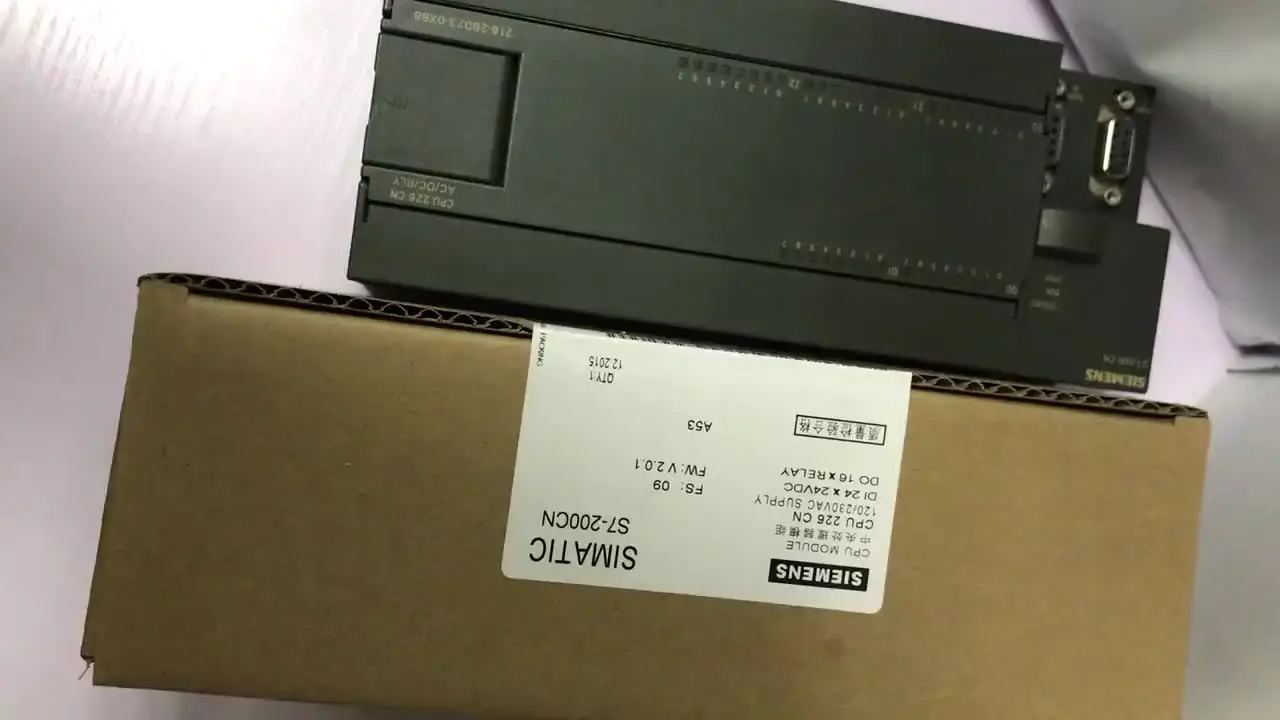 SIEMENS
CPU MODULE
中央处理器模组
CPU 226 CN
120/230VAC SUPPLY
DI 24 x 24VDC
DO 16 x RELAY
质量检验合格
SIMATIC
S7-200CN
FS: 09
FW: V 2.0.1
A53
QTY:1
12.2015
PACKING
SIEMENS
CPU 226 CN
AC/DC/RLY
216-2BD23-0XB8